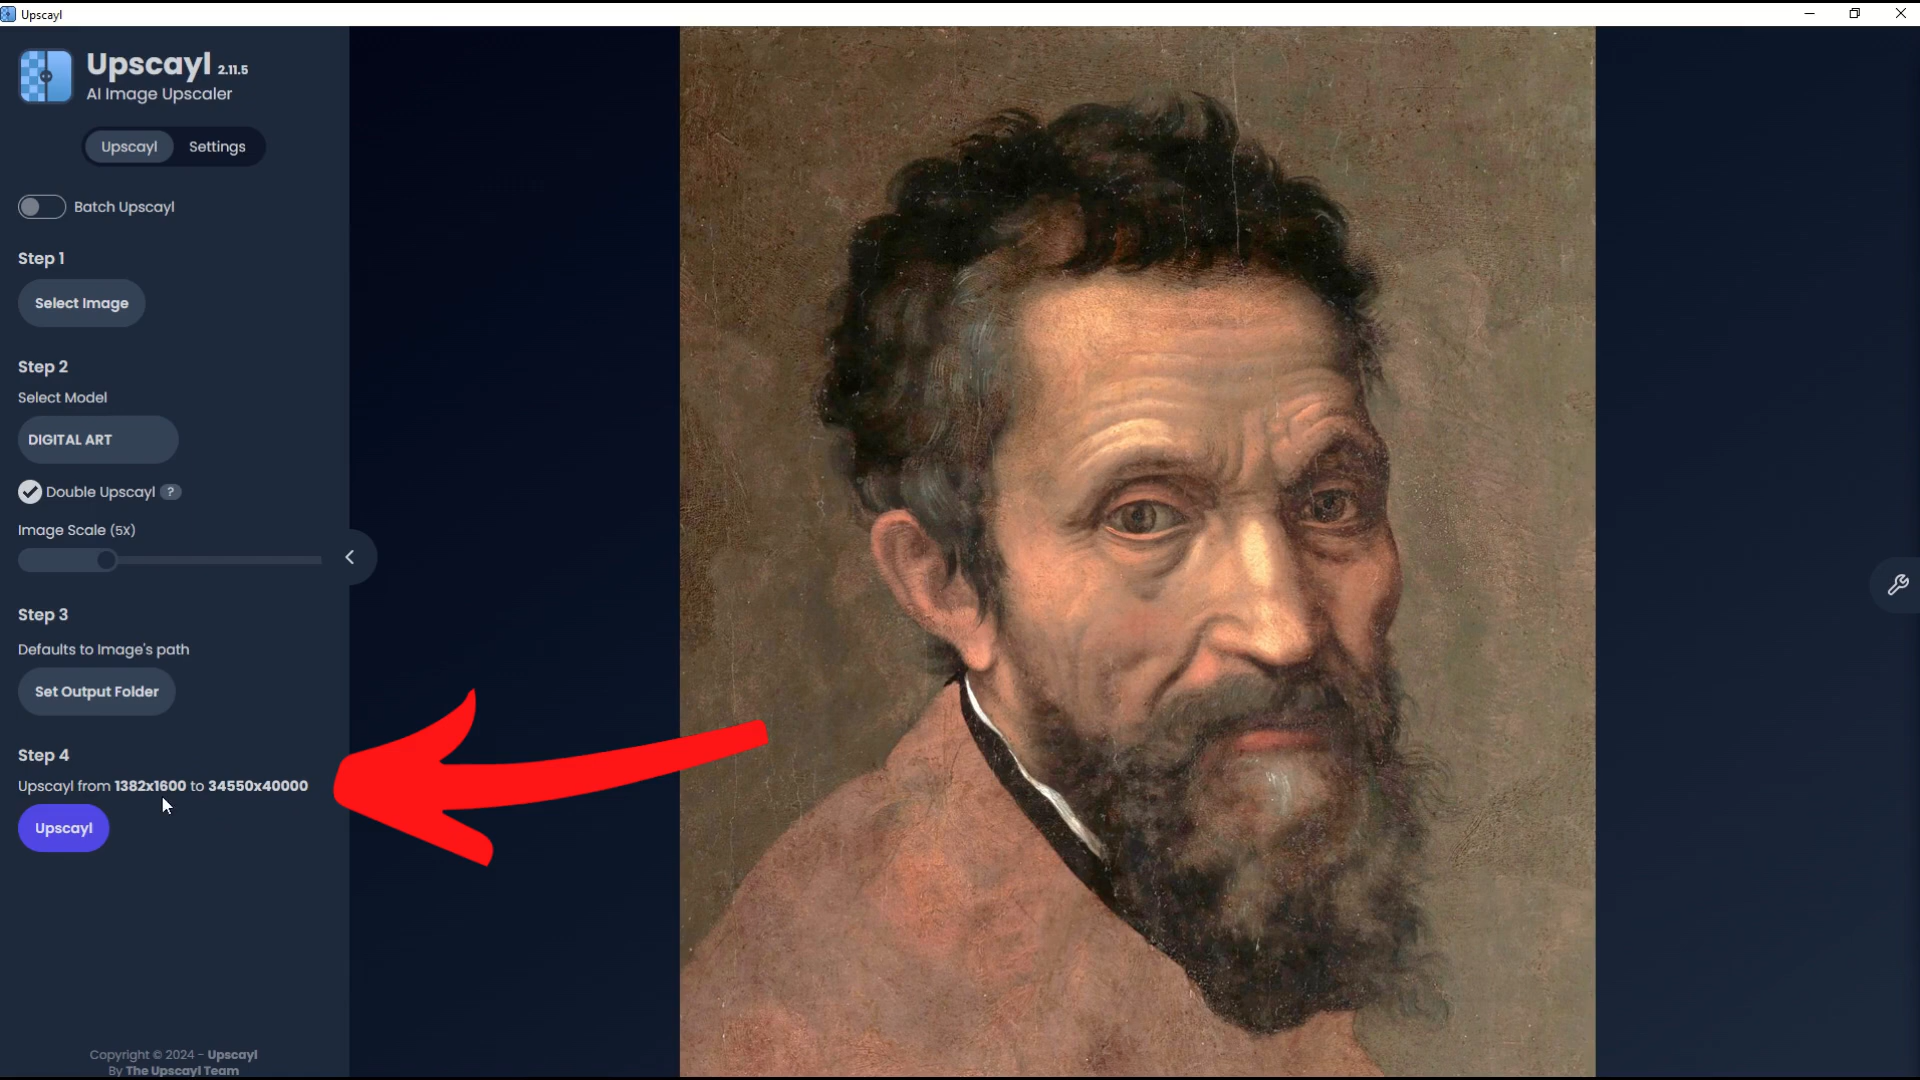 Upscayl
Upscayl 2.11.5
AI Image Upscaler
Upscayl Settings
Batch Upscayl
Step 1
Select Image
Step 2
Select Model
DIGITAL ART
Double Upscayl ?
Image Scale (5X)
Step 3
Defaults to Image's path
Set Output Folder
Step 4
Upscayl from 1382x1600 to 34550x40000
Upscayl
Copyright © 2024 - Upscayl
By The Upscayl Team